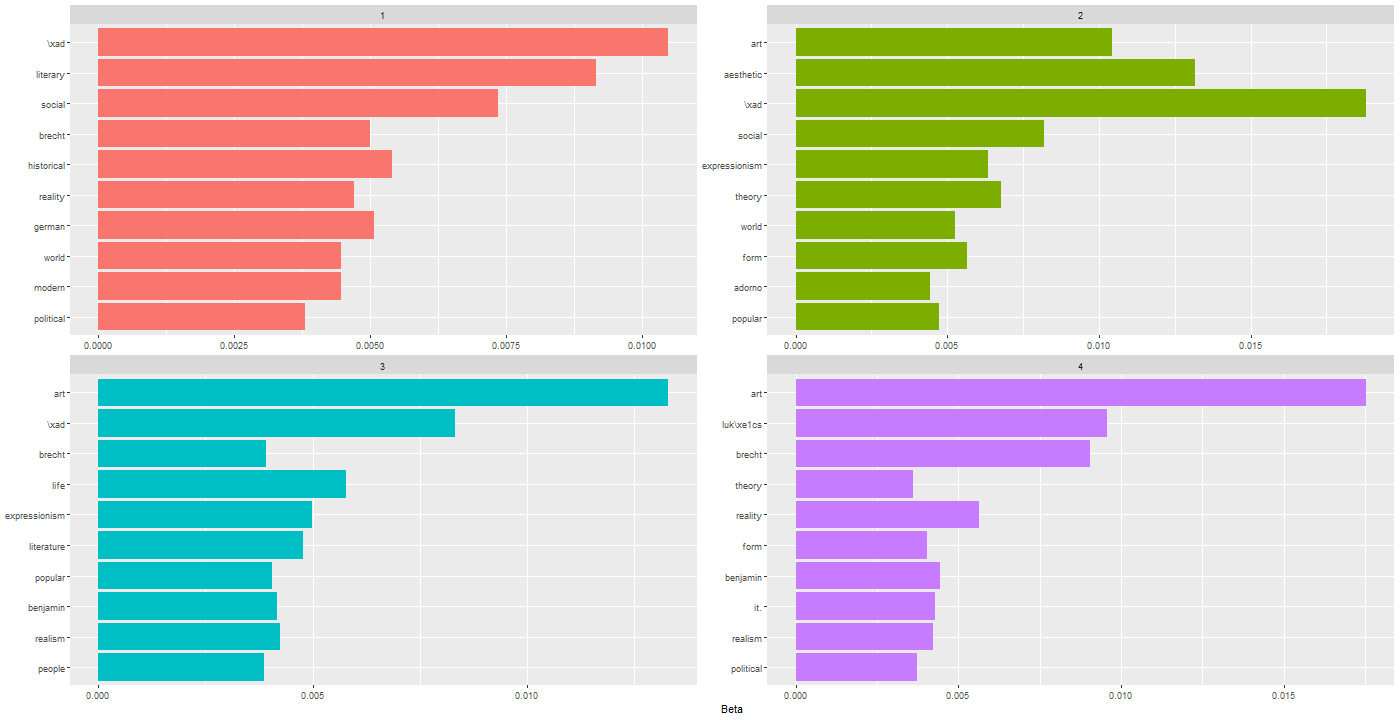 1
\xad
literary
social
brecht
historical
reality
german
world
modern
political
0.0000 0.0025 0.0050 0.0075 0.0100
2
art
aesthetic
\xad
social
expressionism
theory
world
form
adorno
popular
0.000 0.005 0.010 0.015
3
art
\xad
brecht
life
expressionism
literature
popular
benjamin
realism
people
0.000 0.005 0.010
4
art
luk\xe1cs
brecht
theory
reality
form
benjamin
it.
realism
political
0.000 0.005 0.010 0.015
Beta